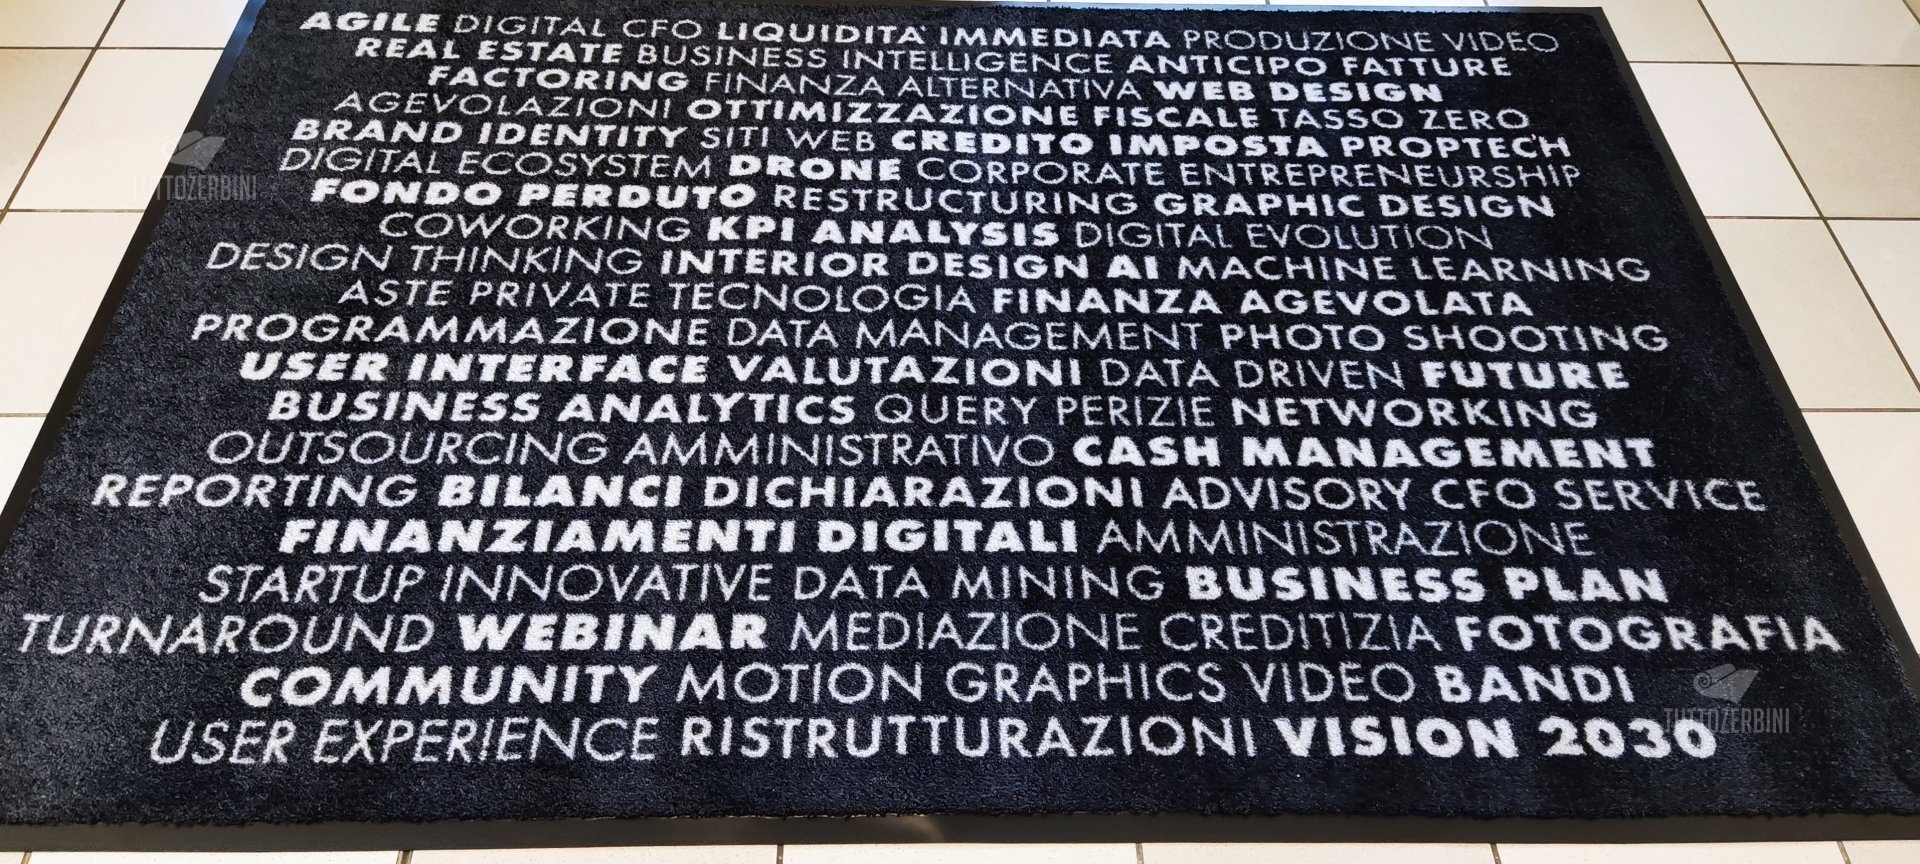 AGILE DIGITAL CFO LIQUIDITA' IMMEDIATA PRODUZIONE VIDEO
REAL ESTATE BUSINESS INTELLIGENCE ANTICIPO FATTURE
FACTORING FINANZA ALTERNATIVA WEB DESIGN
AGEVOLAZIONI OTTIMIZZAZIONE FISCALE TASSO ZERO
BRAND IDENTITY SITI WEB CREDITO IMPOSTA PROPTECH
DIGITAL ECOSYSTEM DRONE CORPORATE ENTREPRENEURSHIP
FONDO PERDUTO RESTRUCTURING GRAPHIC DESIGN
COWORKING KPI ANALYSIS DIGITAL EVOLUTION
DESIGN THINKING INTERIOR DESIGN AI MACHINE LEARNING
ASTE PRIVATE TECNOLOGIA FINANZA AGEVOLATA
PROGRAMMAZIONE DATA MANAGEMENT PHOTO SHOOTING
USER INTERFACE VALUTAZIONI DATA DRIVEN FUTURE
BUSINESS ANALYTICS QUERY PERIZIE NETWORKING
OUTSOURCING AMMINISTRATIVO CASH MANAGEMENT
REPORTING BILANCI DICHIARAZIONI ADVISORY CFO SERVICE
FINANZIAMENTI DIGITALI AMMINISTRAZIONE
STARTUP INNOVATIVE DATA MINING BUSINESS PLAN
TURNAROUND WEBINAR MEDIAZIONE CREDITIZIA FOTOGRAFIA
COMMUNITY MOTION GRAPHICS VIDEO BANDI
USER EXPERIENCE RISTRUTTURAZIONI VISION 2030
TUTTOZERBINI
TUTTOZERBINI